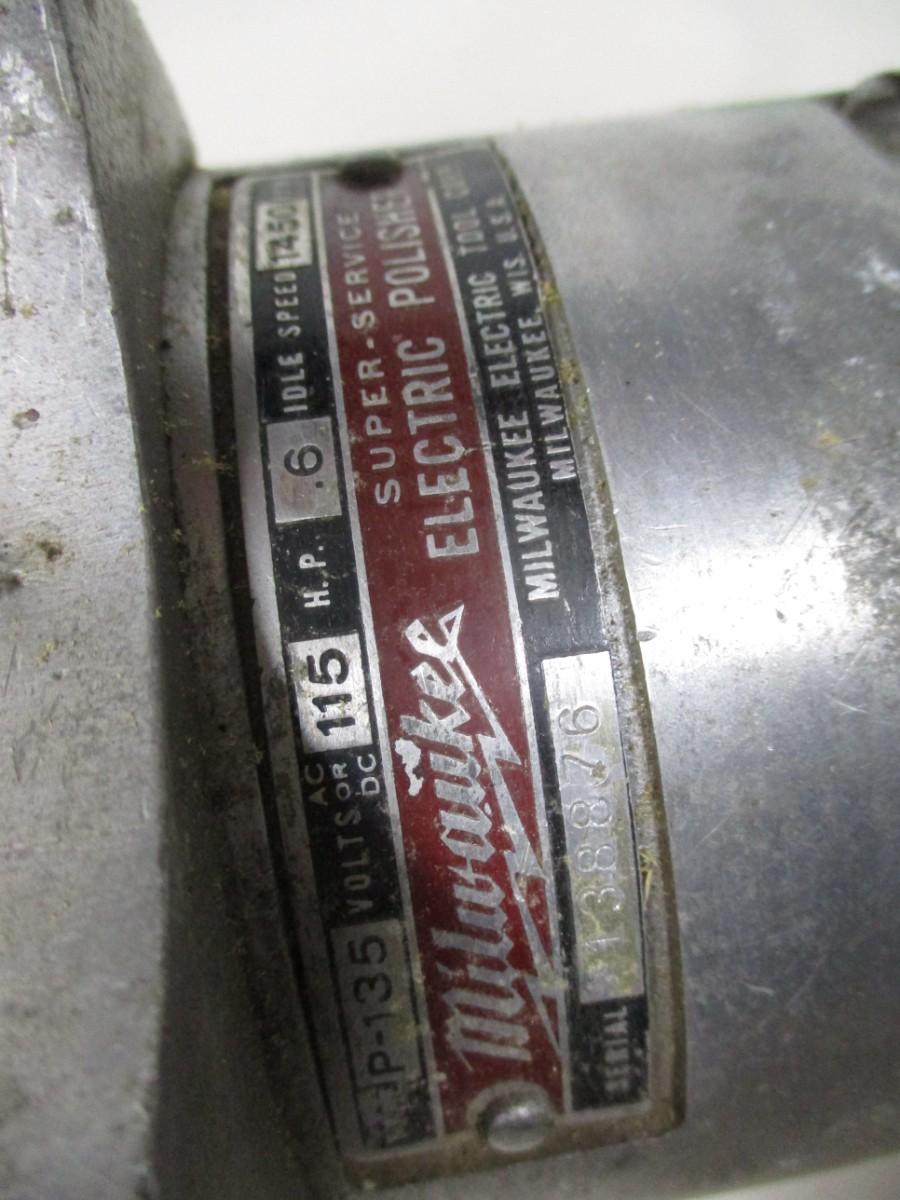 P-135 VOLTS AC OR DC 115 H.P. .6 IDLE SPEED 1450
Milwaukee
SUPER-SERVICE
ELECTRIC POLISHER
SERIAL 138876
MILWAUKEE ELECTRIC TOOL
MILWAUKEE, WIS. U.S.A.